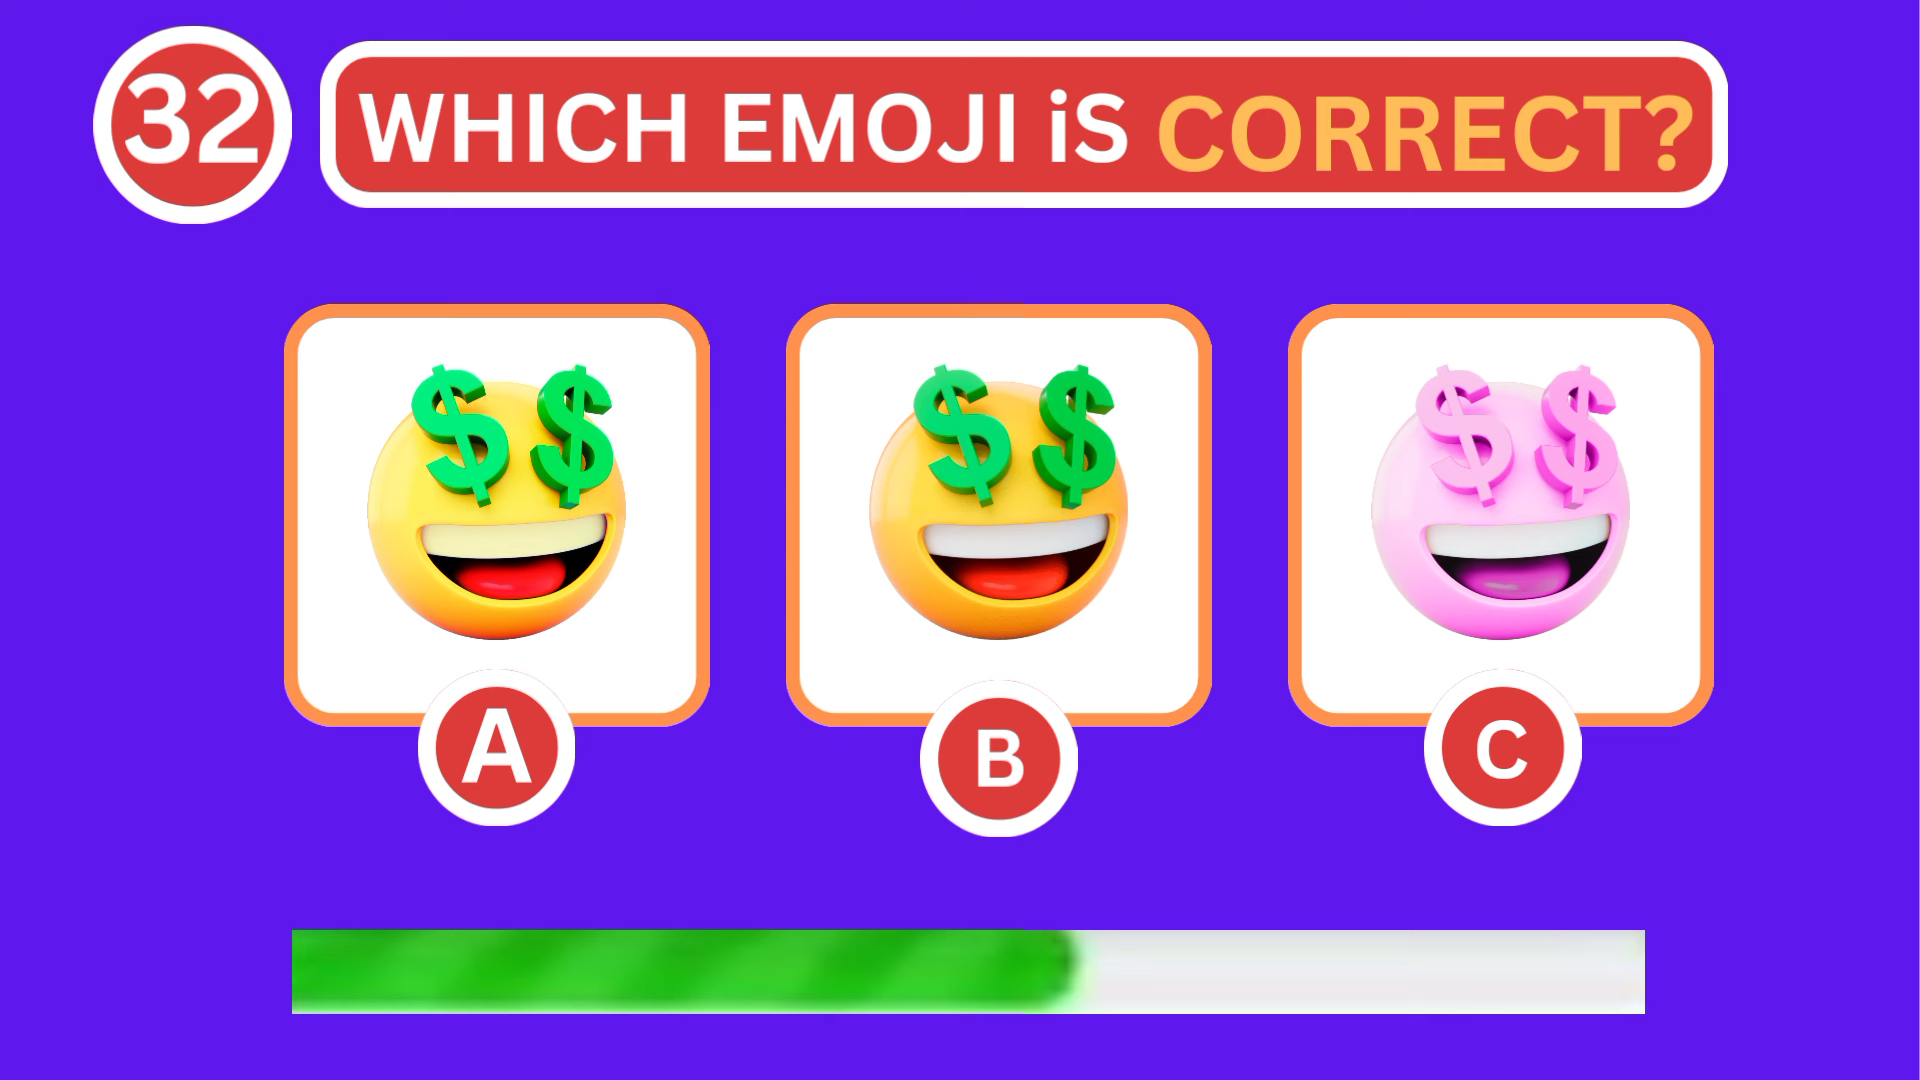 32
WHICH EMOJI iS CORRECT?
$ $
$ $
$ $
A
B
C